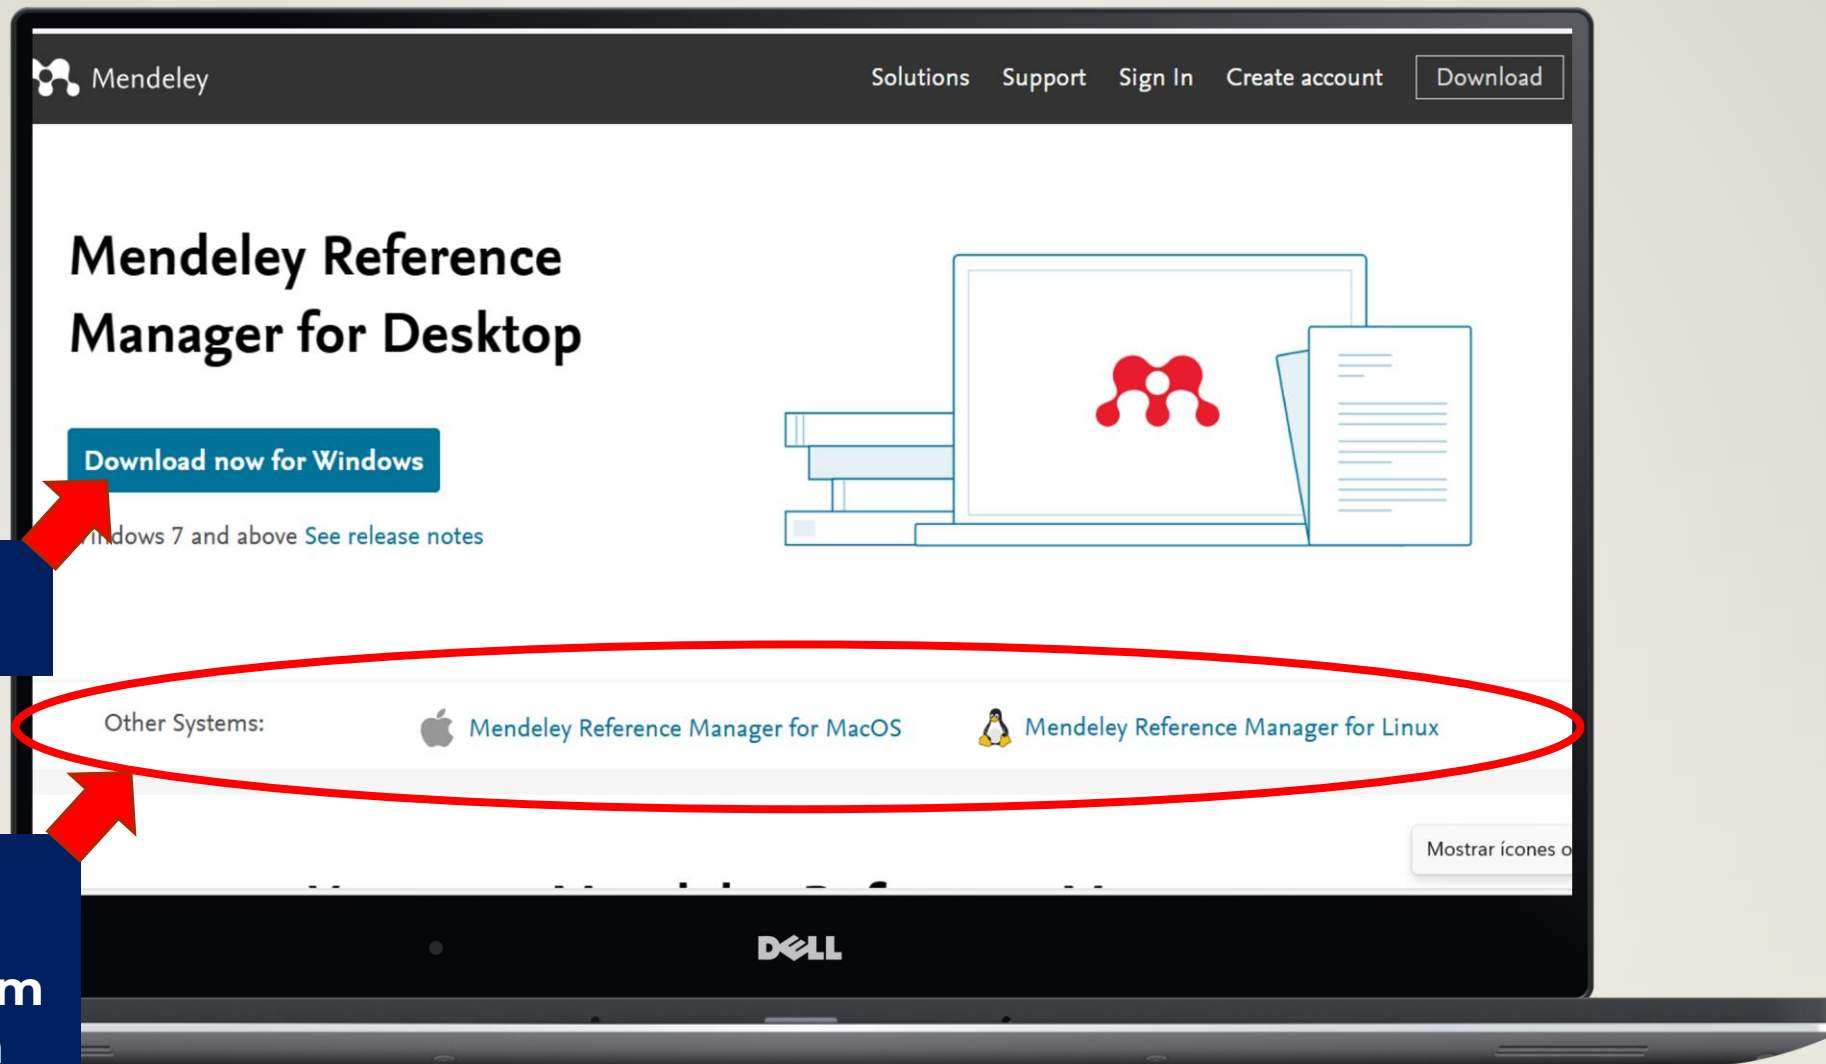 Mendeley
Solutions Support Sign In Create account Download
Mendeley Reference
Manager for Desktop
Download now for Windows
7 and above See release notes
Other Systems: Mendeley Reference Manager for MacOS Mendeley Reference Manager for Linux
Mostrar ícones
DELL